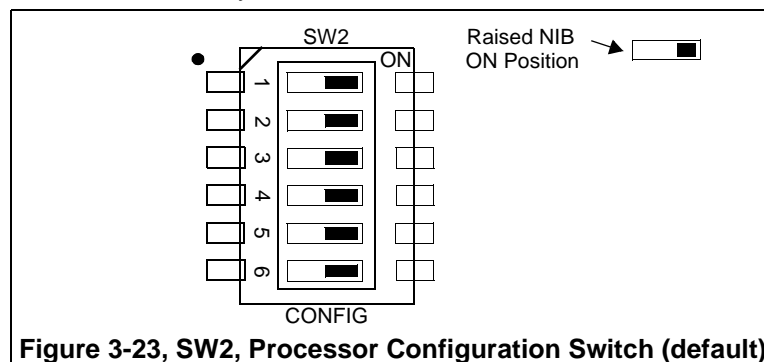 SW2
ON
Raised NIB
ON Position
1
2
3
4
5
6
CONFIG
Figure 3-23, SW2, Processor Configuration Switch (default)